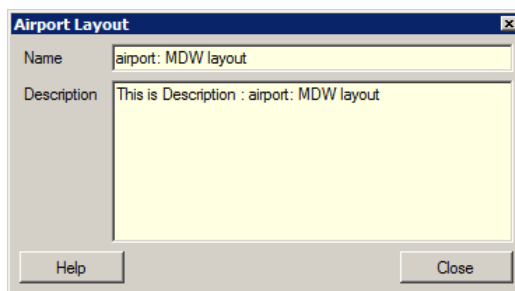 Airport Layout
Name airport: MDW layout
Description This is Description : airport: MDW layout
Help Close